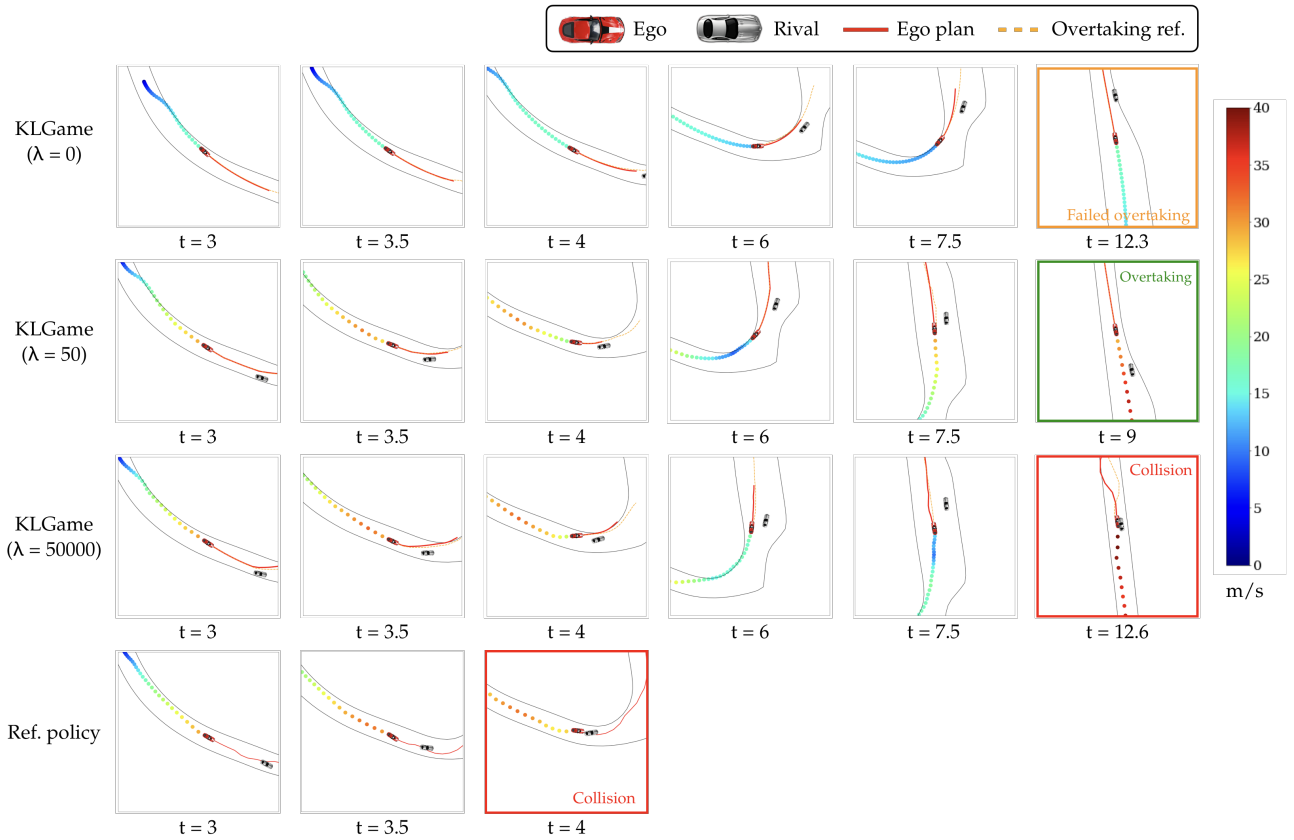 Ego
Rival
Ego plan
Overtaking ref.
KLGame
(λ = 0)
Failed overtaking
t = 3
t = 3.5
t = 4
t = 6
t = 7.5
t = 12.3
KLGame
(λ = 50)
Overtaking
t = 3
t = 3.5
t = 4
t = 6
t = 7.5
t = 9
KLGame
(λ = 50000)
Collision
t = 3
t = 3.5
t = 4
t = 6
t = 7.5
t = 12.6
Ref. policy
Collision
t = 3
t = 3.5
t = 4
40
35
30
25
20
15
10
5
0
m/s